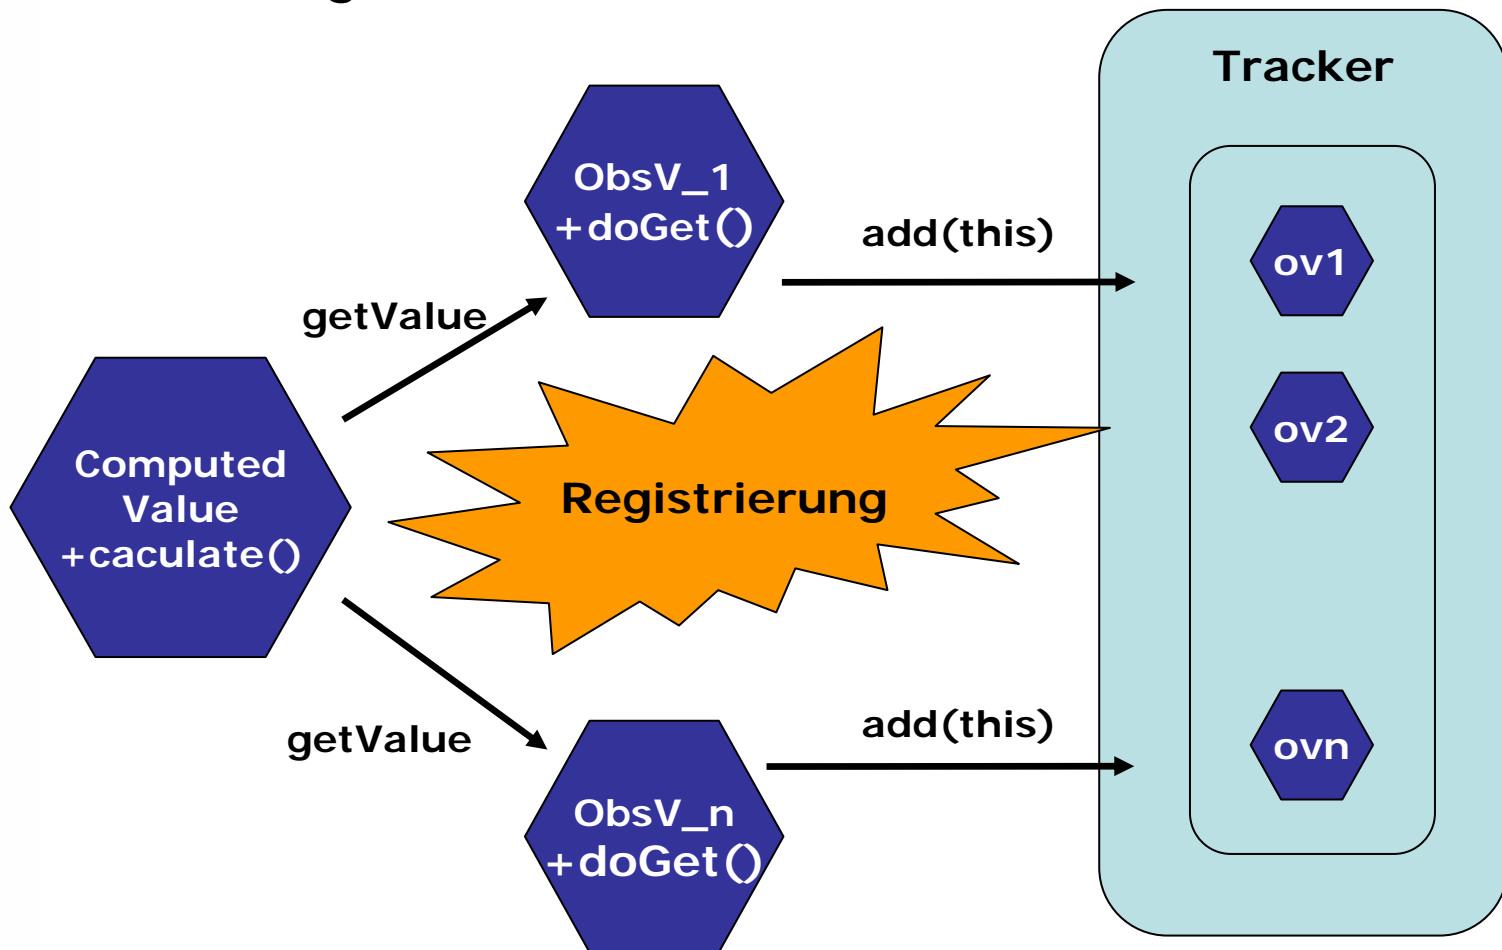 Tracker
ObsV_1
+doGet()
add(this)
ov1
getValue
ov2
Computed
Value
+caculate()
Registrierung
getValue
add(this)
ovn
ObsV_n
+doGet()